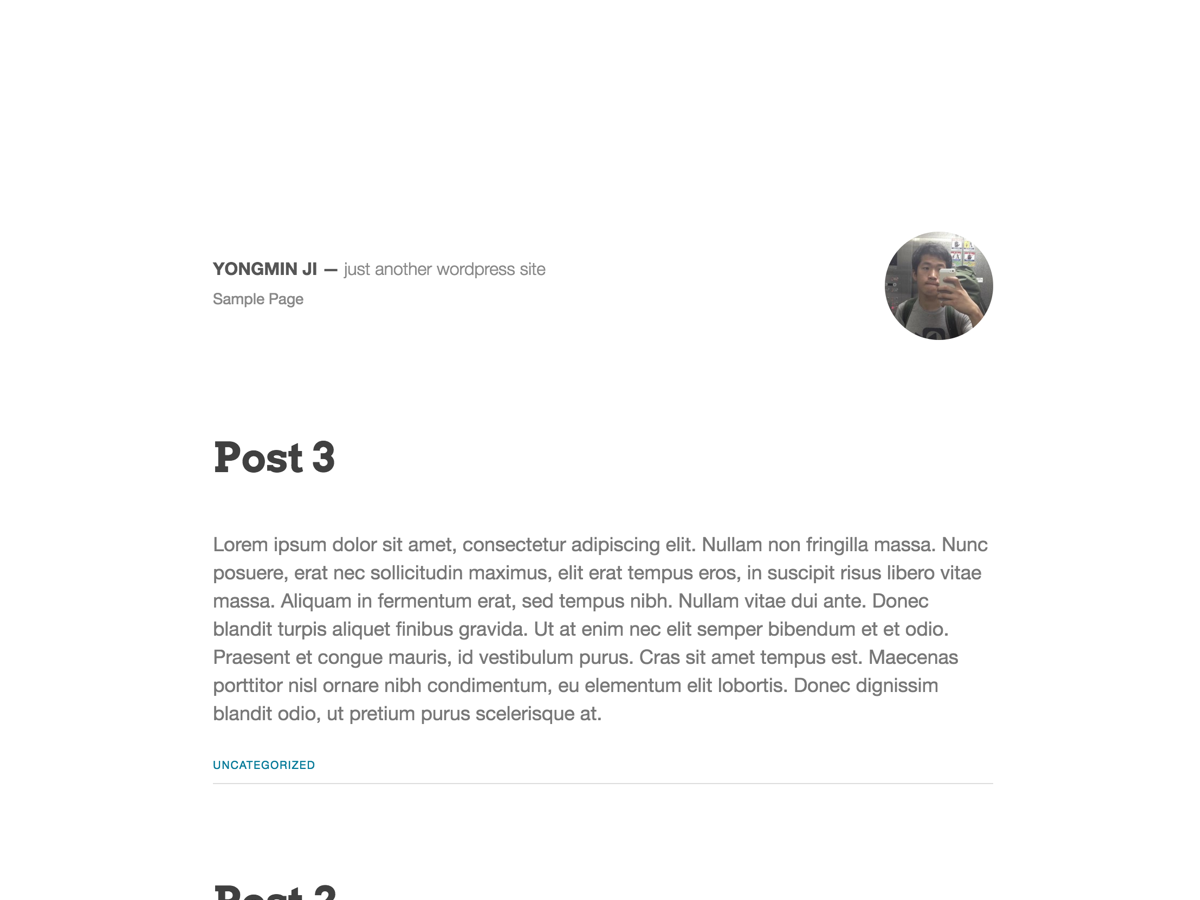 YONGMIN JI — just another wordpress site
Sample Page
Post 3
Lorem ipsum dolor sit amet, consectetur adipiscing elit. Nullam non fringilla massa. Nunc
posuere, erat nec sollicitudin maximus, elit erat tempus eros, in suscipit risus libero vitae
massa. Aliquam in fermentum erat, sed tempus nibh. Nullam vitae dui ante. Donec
blandit turpis aliquet finibus gravida. Ut at enim nec elit semper bibendum et et odio.
Praesent et congue mauris, id vestibulum purus. Cras sit amet tempus est. Maecenas
porttitor nisl ornare nibh condimentum, eu elementum elit lobortis. Donec dignissim
blandit odio, ut pretium purus scelerisque at.
UNCATEGORIZED
Post 2